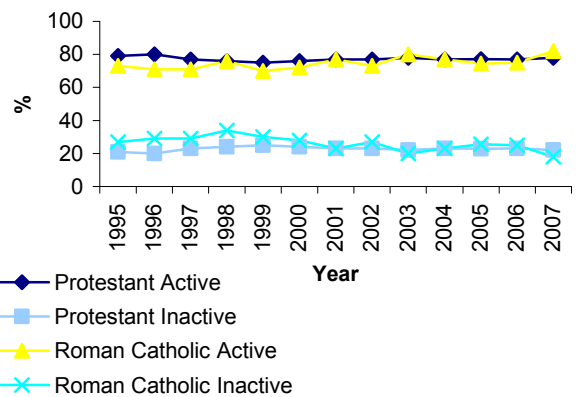 100
80
60
40
20
0
%
1995 1996 1997 1998 1999 2000 2001 2002 2003 2004 2005 2006 2007
Year
Protestant Active
Protestant Inactive
Roman Catholic Active
Roman Catholic Inactive